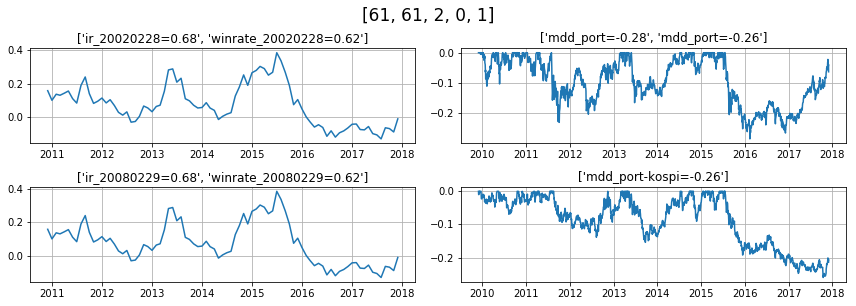 [61, 61, 2, 0, 1]
['ir_20020228=0.68', 'winrate_20020228=0.62']
0.4
0.2
0.0
2011 2012 2013 2014 2015 2016 2017 2018
['mdd_port=-0.28', 'mdd_port=-0.26']
0.0
−0.1
−0.2
2010 2011 2012 2013 2014 2015 2016 2017 2018
['ir_20080229=0.68', 'winrate_20080229=0.62']
0.4
0.2
0.0
2011 2012 2013 2014 2015 2016 2017 2018
['mdd_port-kospi=-0.26']
0.0
−0.1
−0.2
2010 2011 2012 2013 2014 2015 2016 2017 2018